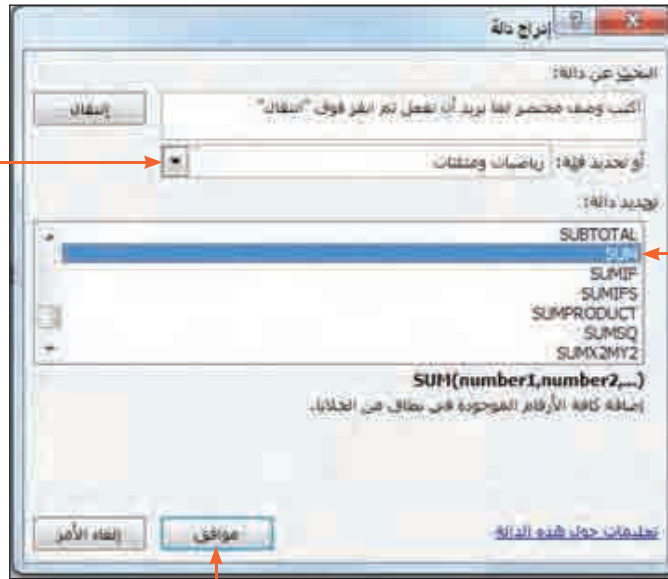 إدراج دالة
البحث عن دالة:
اكتب وصف مختصر لما يريد أن تفعل ثم انقر فوق "انتقال"
إنتقال
أو تحديد فئة: رياضيات ومثلثات
تحديد دالة:
SUBTOTAL
SUM
SUMIF
SUMIFS
SUMPRODUCT
SUMSQ
SUMX2MY2
SUM(number1,number2,...)
إضافة كافة الأرقام الموجودة في نطاق من الخلايا.
تعليمات حول هذه الدالة
موافق
إلغاء الأمر